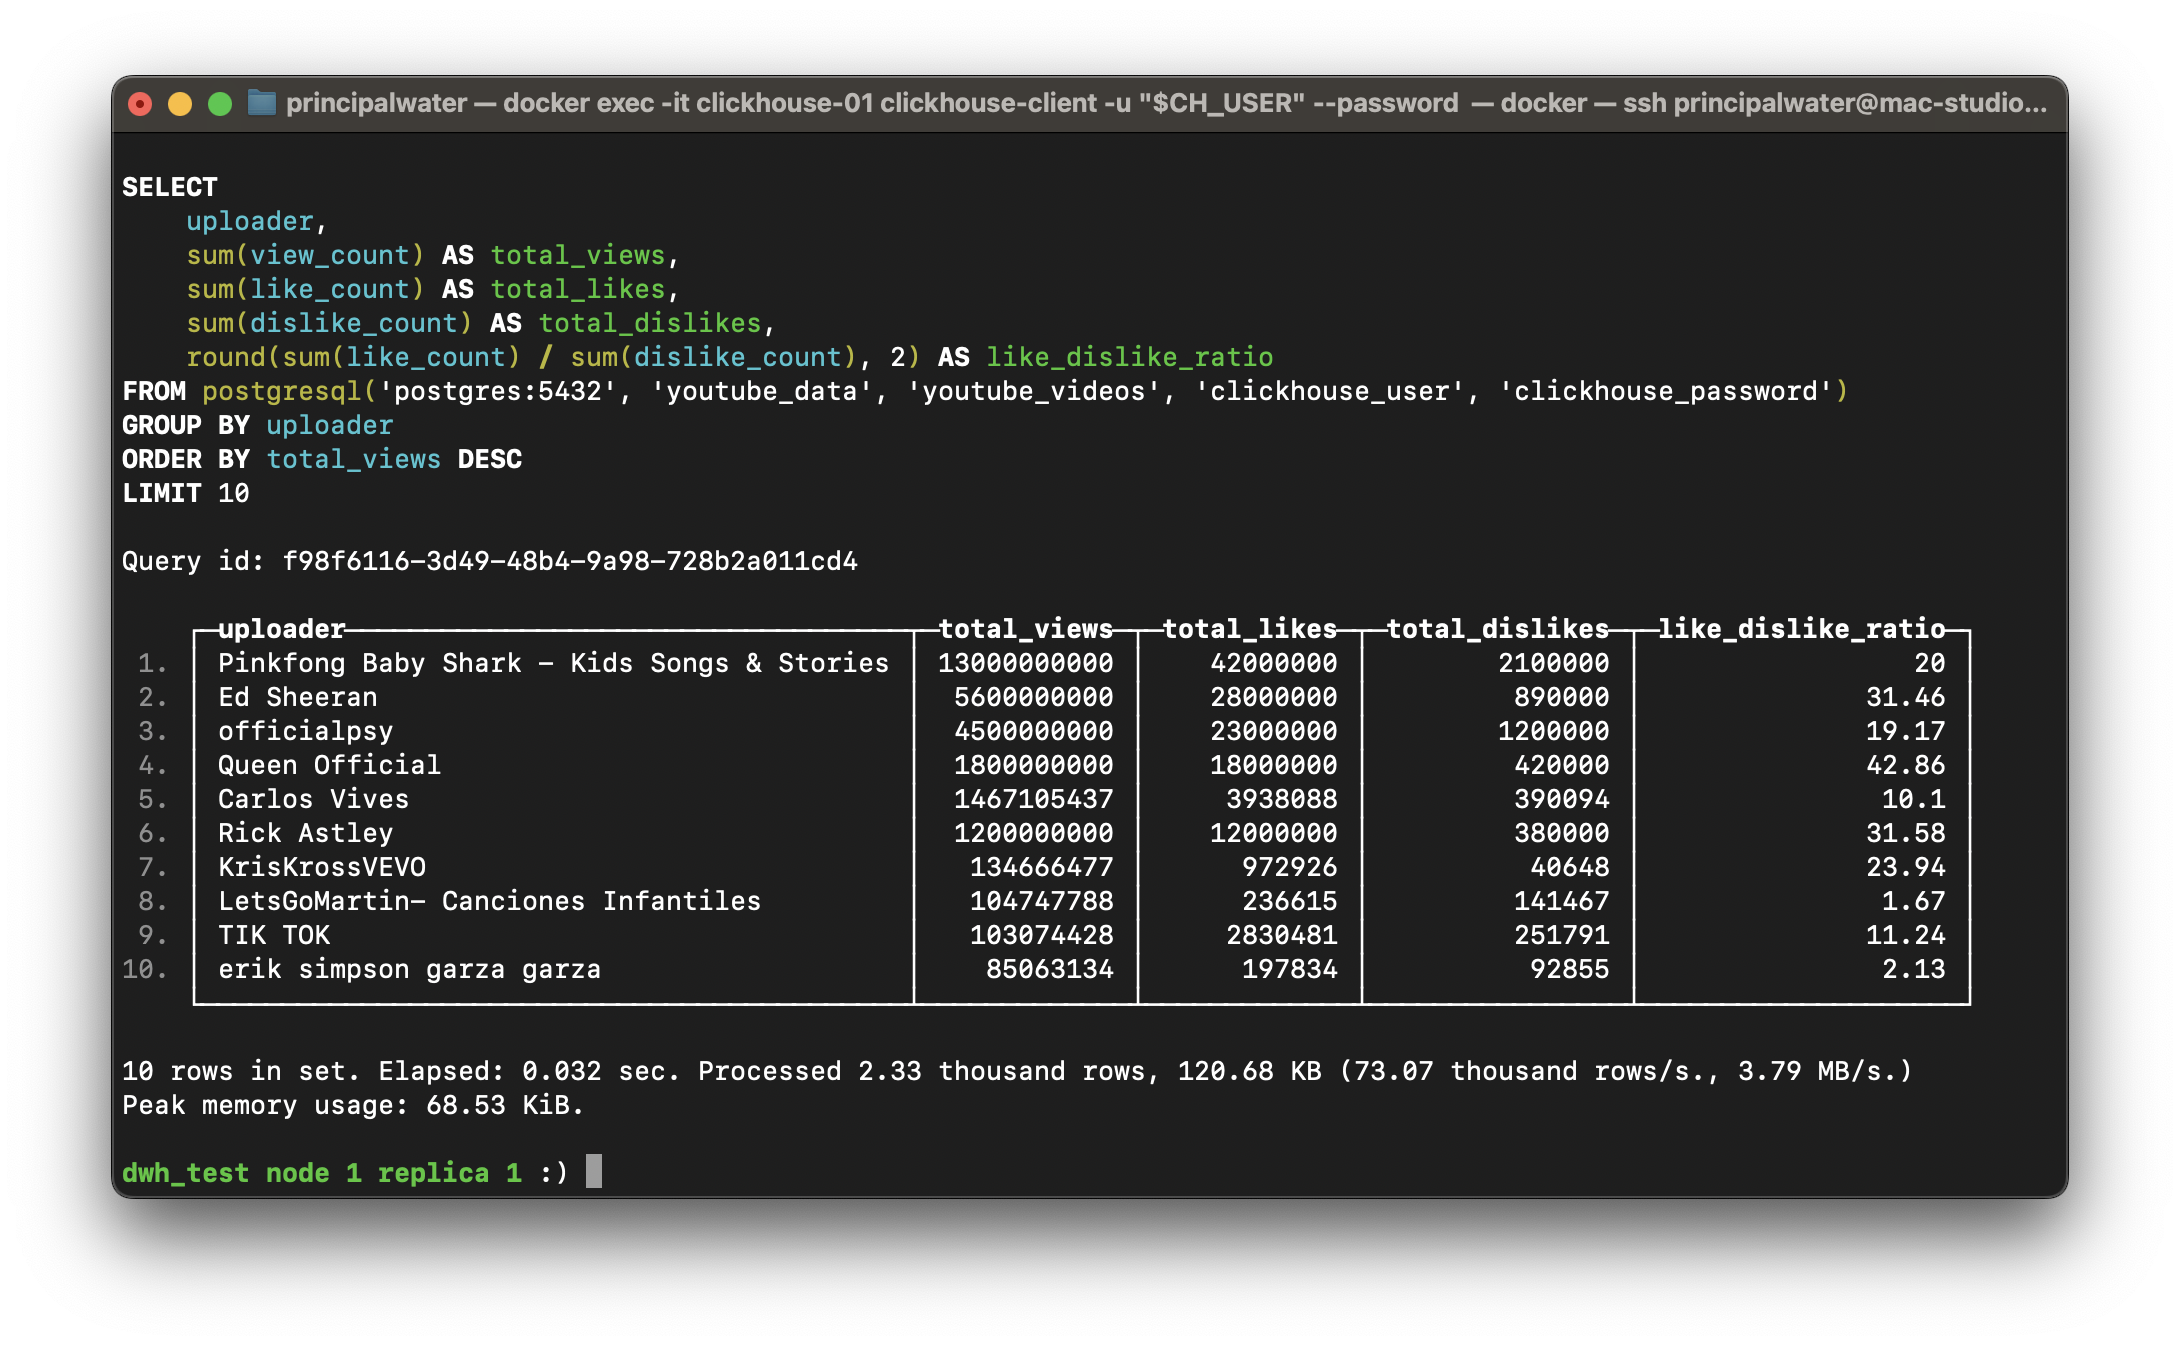 principalwater — docker exec -it clickhouse-01 clickhouse-client -u "$CH_USER" --password — docker — ssh principalwater@mac-studio...
SELECT
    uploader,
    sum(view_count) AS total_views,
    sum(like_count) AS total_likes,
    sum(dislike_count) AS total_dislikes,
    round(sum(like_count) / sum(dislike_count), 2) AS like_dislike_ratio
FROM postgresql('postgres:5432', 'youtube_data', 'youtube_videos', 'clickhouse_user', 'clickhouse_password')
GROUP BY uploader
ORDER BY total_views DESC
LIMIT 10
Query id: f98f6116-3d49-48b4-9a98-728b2a011cd4
uploader total_views total_likes total_dislikes like_dislike_ratio
1. Pinkfong Baby Shark - Kids Songs & Stories 13000000000 42000000 2100000 20
2. Ed Sheeran 5600000000 28000000 890000 31.46
3. officialpsy 4500000000 23000000 1200000 19.17
4. Queen Official 1800000000 18000000 420000 42.86
5. Carlos Vives 1467105437 3938088 390094 10.1
6. Rick Astley 1200000000 12000000 380000 31.58
7. KrisKrossVEVO 134666477 972926 40648 23.94
8. LetsGoMartin- Canciones Infantiles 104747788 236615 141467 1.67
9. TIK TOK 103074428 2830481 251791 11.24
10. erik simpson garza garza 85063134 197834 92855 2.13
10 rows in set. Elapsed: 0.032 sec. Processed 2.33 thousand rows, 120.68 KB (73.07 thousand rows/s., 3.79 MB/s.)
Peak memory usage: 68.53 KiB.
dwh_test node 1 replica 1 :)